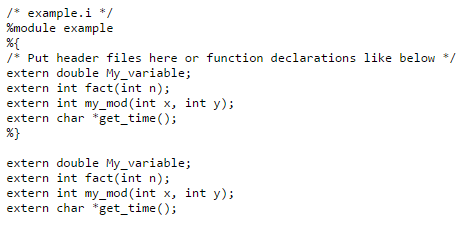 /* example.i */
%module example
%{
/* Put header files here or function declarations like below */
extern double My_variable;
extern int fact(int n);
extern int my_mod(int x, int y);
extern char *get_time();
%}

extern double My_variable;
extern int fact(int n);
extern int my_mod(int x, int y);
extern char *get_time();